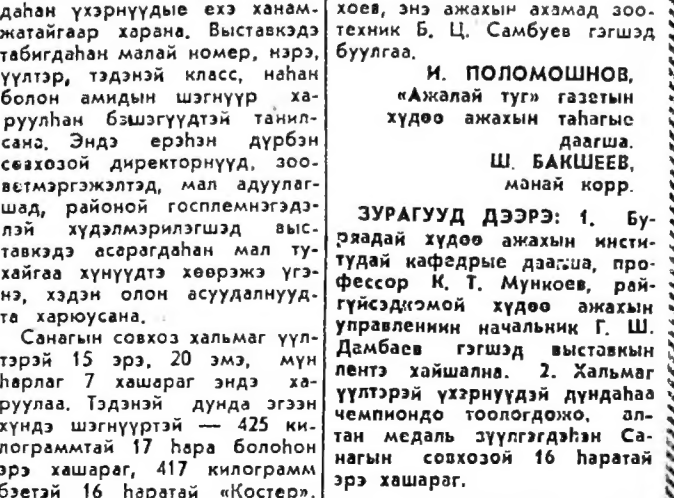 даһан үхэрнүүдые ехэ ханам-
жатайгаар харана. Выставкэдэ
табигдаһан малай номер, нэрэ,
үүлтэр, тэдэнэй класс, наһан
болон амидын шэгнүүр ха-
руулһан бэшэгүүдтэй танил-
сана. Эндэ ерэһэн дүрбэн
совхозой директорнүүд, зоо-
ветмэргэжэлтэд, мал адуулаг-
шад, районой госплемнэгэдэ-
лэй хүдэлмэрилэгшэд выс-
тавкэдэ асарагдаһан мал ту-
хайгаа хүнүүдтэ хөөрэжэ үгэ-
нэ, хэдэн олон асуудалнууд-
та харюусана.
Санагын совхоз хальмаг үүл-
тэрэй 15 эрэ, 20 эмэ, мүн
һарлаг 7 хашараг эндэ ха-
руулаа. Тэдэнэй дунда эгээн
хүндэ шэгнүүртэй — 425 ки-
лограммтай 17 һара болоһон
эрэ хашараг, 417 килограмм
бэетэй 16 һаратай «Костер».
хоев, энэ ажахын ахамад зоо-
техник Б. Ц. Самбуев гэгшэд
буулгаа.
И. ПОЛОМОШНОВ,
«Ажалай туг» газетын
хүдөө ажахын таһагые
даагша.
Ш. БАКШЕЕВ,
манай корр.
ЗУРАГУУД ДЭЭРЭ: 1. Бу-
ряадай хүдөө ажахын инсти-
тудай кафедрые даагша, про-
фессор К. Т. Мункоев, рай-
гүйсэдкомой хүдөө ажахын
управлениин начальник Г. Ш.
Дамбаев гэгшэд выставкын
лентэ хайшална. 2. Хальмаг
үүлтэрэй үхэрнүүдэй дундаһаа
чемпиондо тоологдожо, ал-
тан медаль зүүлгэгдэһэн Са-
нагын совхозой 16 һаратай
эрэ хашараг.